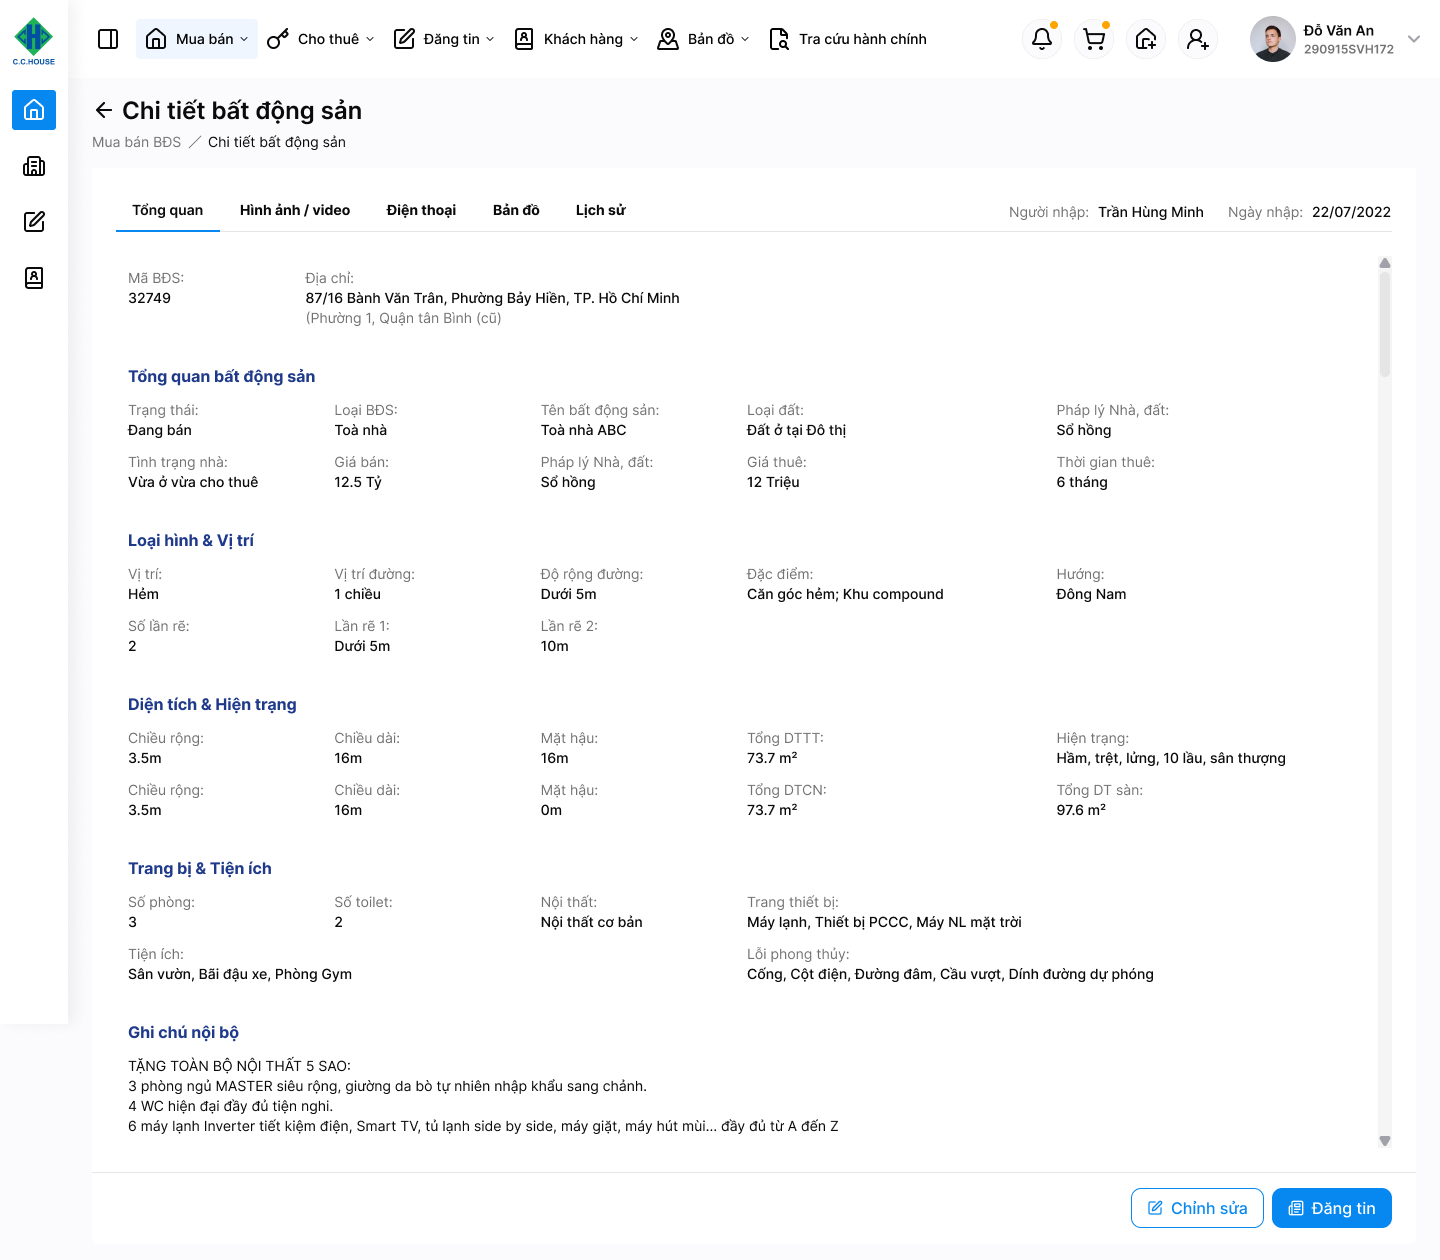 C.C.HOUSE
Mua bán
Cho thuê
Đăng tin
Khách hàng
Bản đồ
Tra cứu hành chính
Đỗ Văn An
290915SVH172
Chi tiết bất động sản
Mua bán BĐS / Chi tiết bất động sản
Tổng quan
Hình ảnh / video
Điện thoại
Bản đồ
Lịch sử
Người nhập: Trần Hùng Minh
Ngày nhập: 22/07/2022
Mã BĐS:
32749
Địa chỉ:
87/16 Bành Văn Trân, Phường Bảy Hiền, TP. Hồ Chí Minh
(Phường 1, Quận tân Bình (cũ)
Tổng quan bất động sản
Trạng thái:
Đang bán
Loại BĐS:
Toà nhà
Tên bất động sản:
Toà nhà ABC
Loại đất:
Đất ở tại Đô thị
Pháp lý Nhà, đất:
Sổ hồng
Tình trạng nhà:
Vừa ở vừa cho thuê
Giá bán:
12.5 Tỷ
Pháp lý Nhà, đất:
Sổ hồng
Giá thuê:
12 Triệu
Thời gian thuê:
6 tháng
Loại hình & Vị trí
Vị trí:
Hẻm
Vị trí đường:
1 chiều
Độ rộng đường:
Dưới 5m
Đặc điểm:
Căn góc hẻm; Khu compound
Hướng:
Đông Nam
Số lần rẽ:
2
Lần rẽ 1:
Dưới 5m
Lần rẽ 2:
10m
Diện tích & Hiện trạng
Chiều rộng:
3.5m
Chiều dài:
16m
Mặt hậu:
16m
Tổng DTTT:
73.7 m²
Hiện trạng:
Hầm, trệt, lửng, 10 lầu, sân thượng
Chiều rộng:
3.5m
Chiều dài:
16m
Mặt hậu:
0m
Tổng DTCN:
73.7 m²
Tổng DT sàn:
97.6 m²
Trang bị & Tiện ích
Số phòng:
3
Số toilet:
2
Nội thất:
Nội thất cơ bản
Trang thiết bị:
Máy lạnh, Thiết bị PCCC, Máy NL mặt trời
Tiện ích:
Sân vườn, Bãi đậu xe, Phòng Gym
Lỗi phong thủy:
Cống, Cột điện, Đường đâm, Cầu vượt, Dính đường dự phóng
Ghi chú nội bộ
TẶNG TOÀN BỘ NỘI THẤT 5 SAO:
3 phòng ngủ MASTER siêu rộng, giường da bò tự nhiên nhập khẩu sang chảnh.
4 WC hiện đại đầy đủ tiện nghi.
6 máy lạnh Inverter tiết kiệm điện, Smart TV, tủ lạnh side by side, máy giặt, máy hút mùi... đầy đủ từ A đến Z
Chỉnh sửa
Đăng tin